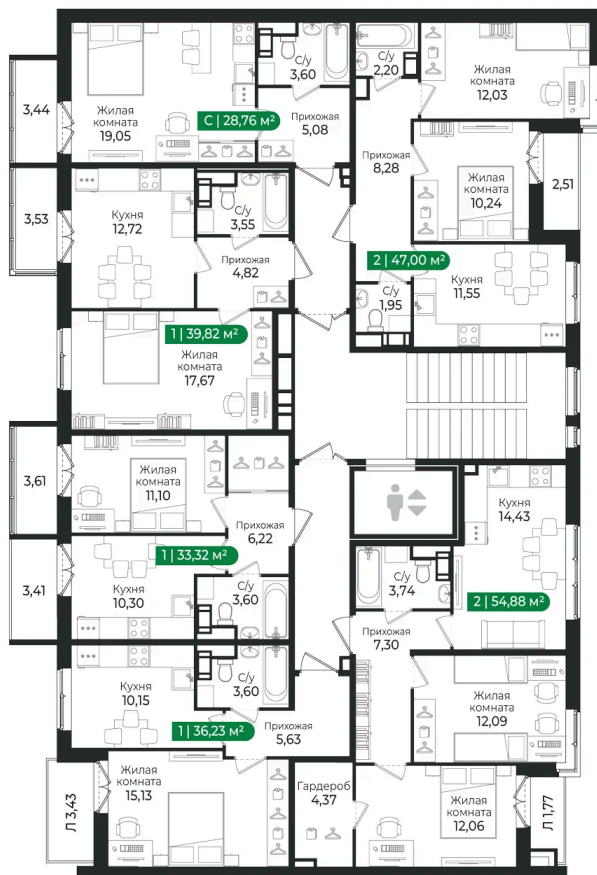 С/у
3,60
С/у
2,20
Жилая
комната
12,03
3,44
Жилая
комната
19,05
С | 28,76 м²
Прихожая
5,08
Прихожая
8,28
Жилая
комната
10,24
2,51
3,53
Кухня
12,72
С/у
3,55
Прихожая
4,82
2 | 47,00 м²
Кухня
11,55
С/у
1,95
1 | 39,82 м²
Жилая
комната
17,67
3,61
Жилая
комната
11,10
Прихожая
6,22
Кухня
14,43
1 | 33,32 м²
3,41
Кухня
10,30
С/у
3,60
С/у
3,74
2 | 54,88 м²
Прихожая
7,30
Кухня
10,15
С/у
3,60
Жилая
комната
12,09
1 | 36,23 м²
Прихожая
5,63
Л 3,43
Жилая
комната
15,13
Гардероб
4,37
Жилая
комната
12,06
Л 1,77